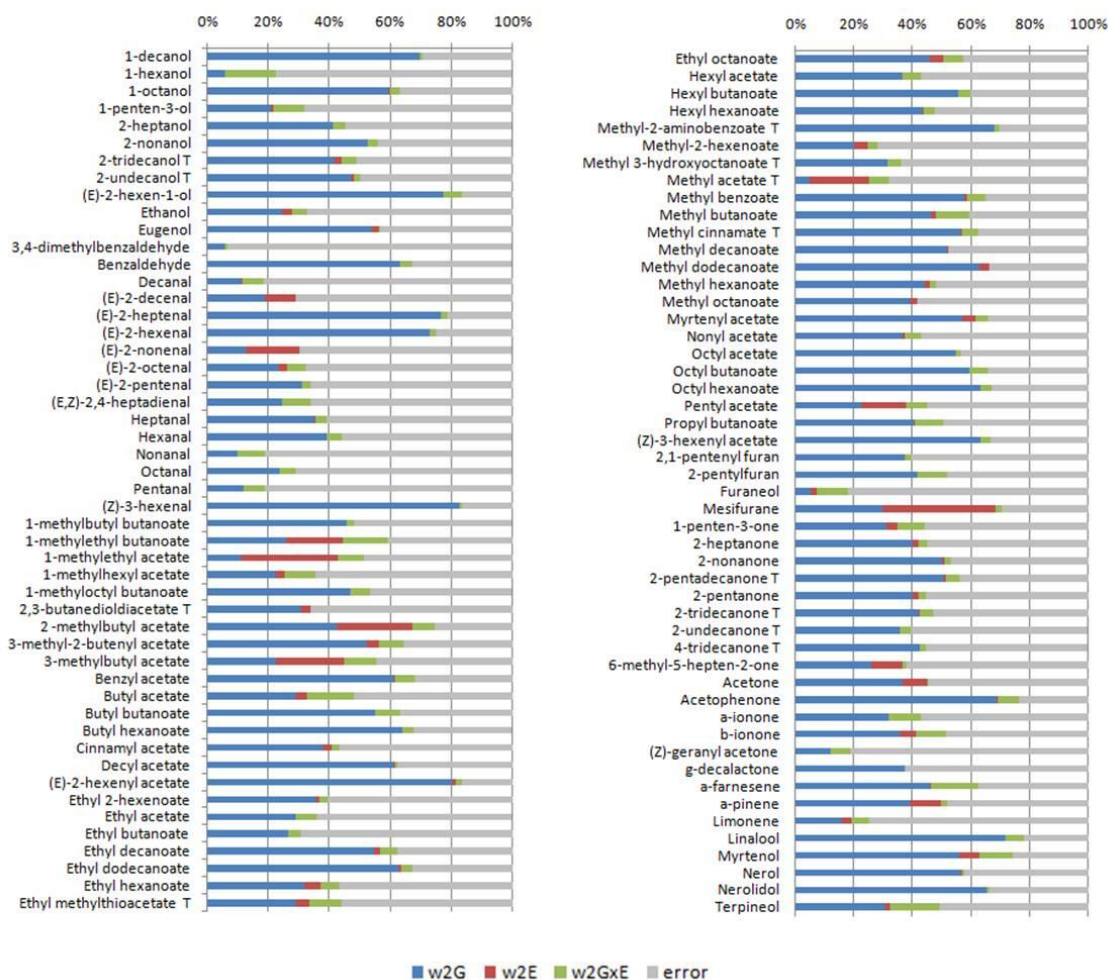 0% 20% 40% 60% 80% 100%
1-decanol
1-hexanol
1-octanol
1-penten-3-ol
2-heptanol
2-nonanol
2-tridecanol T
2-undecanol T
(E)-2-hexen-1-ol
Ethanol
Eugenol
3,4-dimethylbenzaldehyde
Benzaldehyde
Decanal
(E)-2-decenal
(E)-2-heptenal
(E)-2-hexenal
(E)-2-nonenal
(E)-2-octenal
(E)-2-pentenal
(E,Z)-2,4-heptadienal
Heptanal
Hexanal
Nonanal
Octanal
Pentanal
(Z)-3-hexenal
1-methylbutyl butanoate
1-methylethyl butanoate
1-methylethyl acetate
1-methylhexyl acetate
1-methyloctyl butanoate
2,3-butanedioldiacetate T
2-methylbutyl acetate
3-methyl-2-butenyl acetate
3-methylbutyl acetate
Benzyl acetate
Butyl acetate
Butyl butanoate
Butyl hexanoate
Cinnamyl acetate
Decyl acetate
(E)-2-hexenyl acetate
Ethyl 2-hexenoate
Ethyl acetate
Ethyl butanoate
Ethyl decanoate
Ethyl dodecanoate
Ethyl hexanoate
Ethyl methylthioacetate T
0% 20% 40% 60% 80% 100%
Ethyl octanoate
Hexyl acetate
Hexyl butanoate
Hexyl hexanoate
Methyl-2-aminobenzoate T
Methyl-2-hexenoate
Methyl 3-hydroxyoctanoate T
Methyl acetate T
Methyl benzoate
Methyl butanoate
Methyl cinnamate T
Methyl decanoate
Methyl dodecanoate
Methyl hexanoate
Methyl octanoate
Myrtenyl acetate
Nonyl acetate
Octyl acetate
Octyl butanoate
Octyl hexanoate
Pentyl acetate
Propyl butanoate
(Z)-3-hexenyl acetate
2,1-pentenyl furan
2-pentylfuran
Furaneol
Mesifurane
1-penten-3-one
2-heptanone
2-nonanone
2-pentadecanone T
2-pentanone
2-tridecanone T
2-undecanone T
4-tridecanone T
6-methyl-5-hepten-2-one
Acetone
Acetophenone
a-ionone
b-ionone
(Z)-geranyl acetone
g-decalactone
a-farnesene
a-pinene
Limonene
Linalool
Myrtenol
Nerol
Nerolidol
Terpineol
w2G w2E w2GxE error